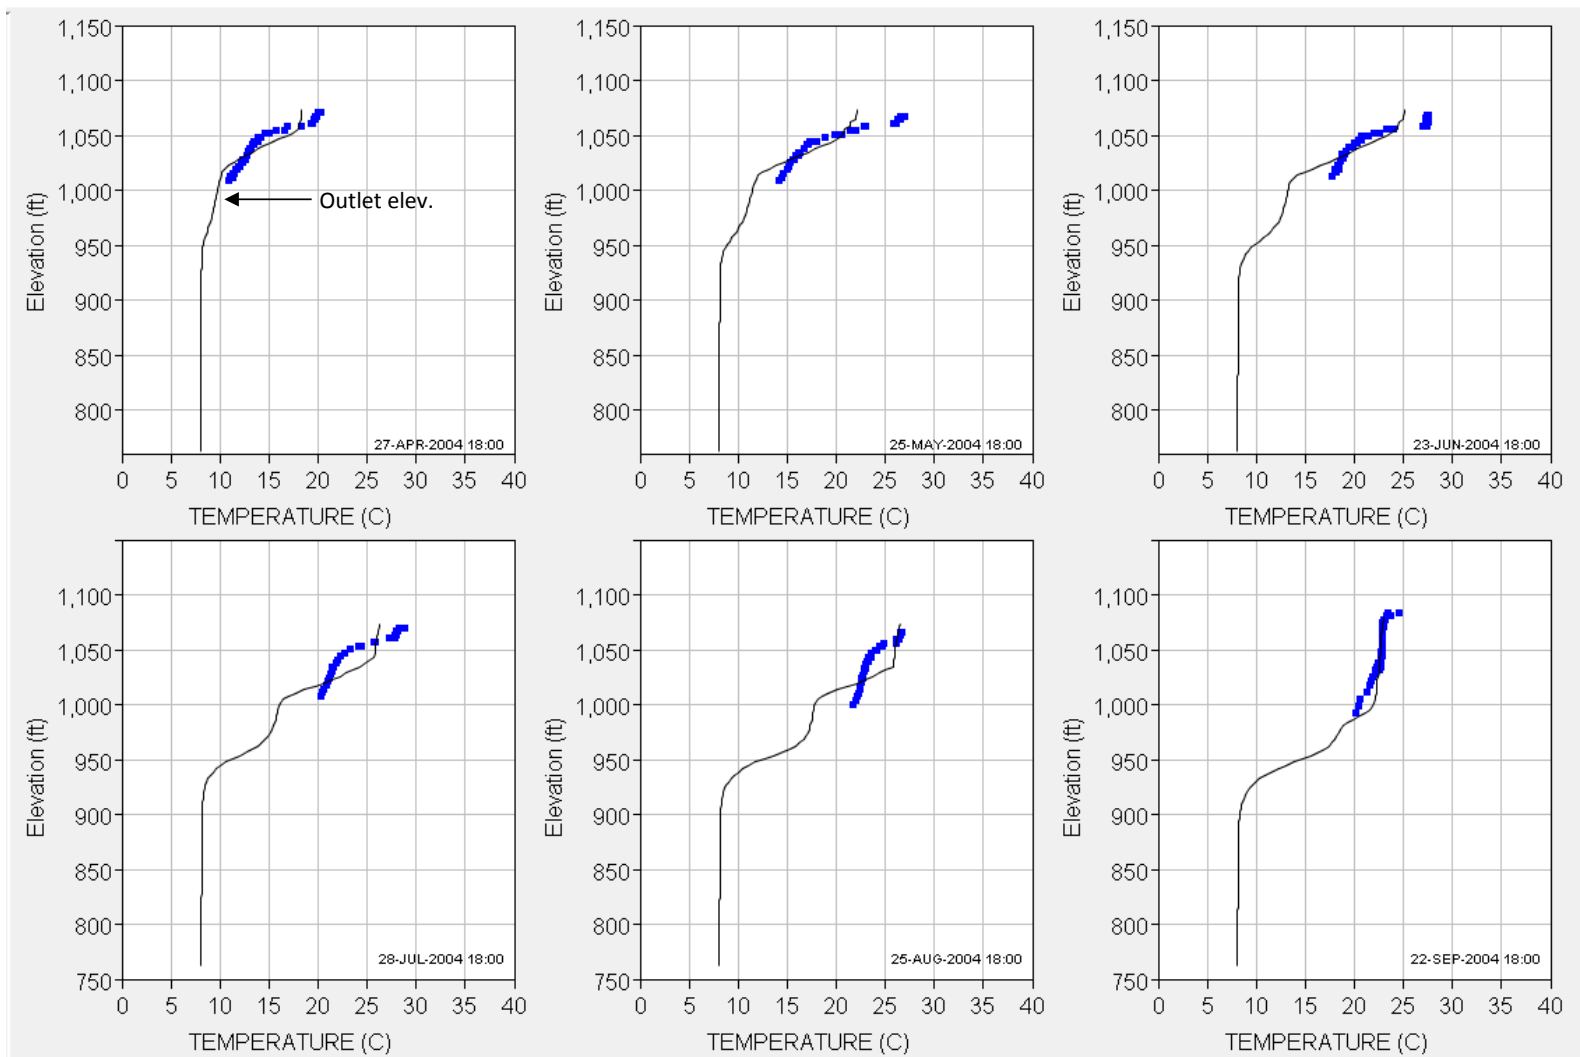 1,150
1,100
1,050
1,000
950
900
850
800
Elevation (ft)
Outlet elev.
27-APR-2004 18:00
0 5 10 15 20 25 30 35 40
TEMPERATURE (C)
1,150
1,100
1,050
1,000
950
900
850
800
Elevation (ft)
25-MAY-2004 18:00
0 5 10 15 20 25 30 35 40
TEMPERATURE (C)
1,150
1,100
1,050
1,000
950
900
850
800
Elevation (ft)
23-JUN-2004 18:00
0 5 10 15 20 25 30 35 40
TEMPERATURE (C)
1,100
1,050
1,000
950
900
850
800
750
Elevation (ft)
28-JUL-2004 18:00
0 5 10 15 20 25 30 35 40
TEMPERATURE (C)
1,100
1,050
1,000
950
900
850
800
750
Elevation (ft)
25-AUG-2004 18:00
0 5 10 15 20 25 30 35 40
TEMPERATURE (C)
1,100
1,050
1,000
950
900
850
800
750
Elevation (ft)
22-SEP-2004 18:00
0 5 10 15 20 25 30 35 40
TEMPERATURE (C)